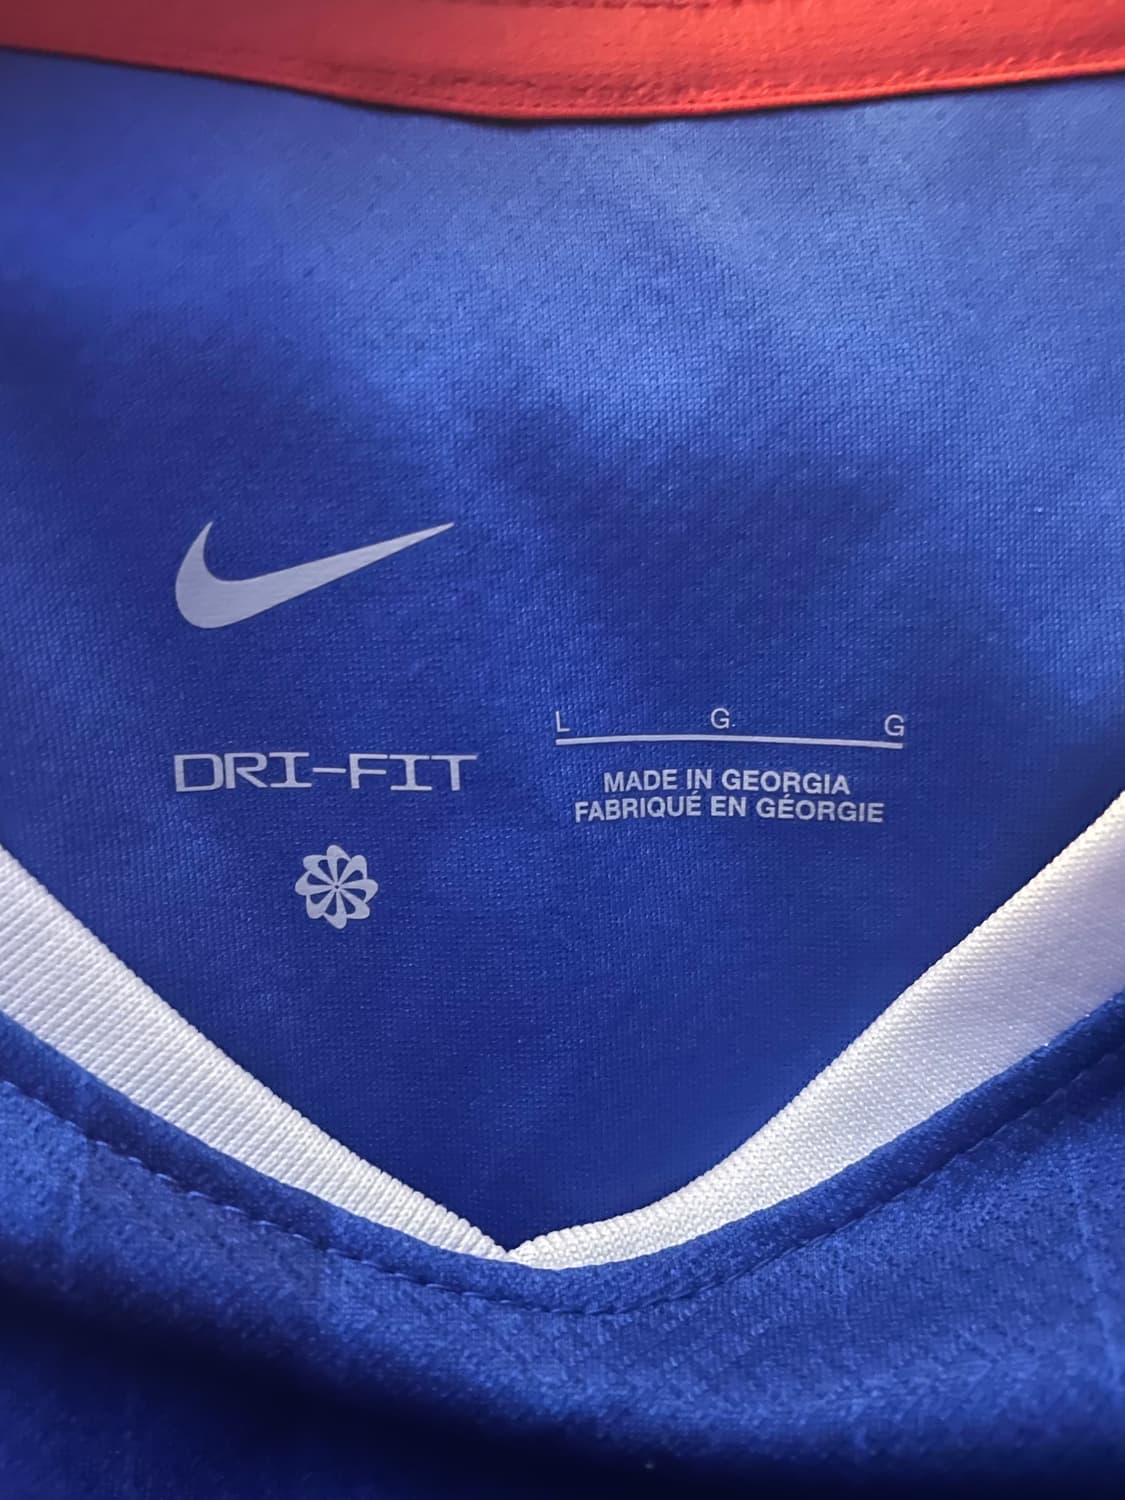 DRI-FIT
L G G
MADE IN GEORGIA
FABRIQUÉ EN GÉORGIE